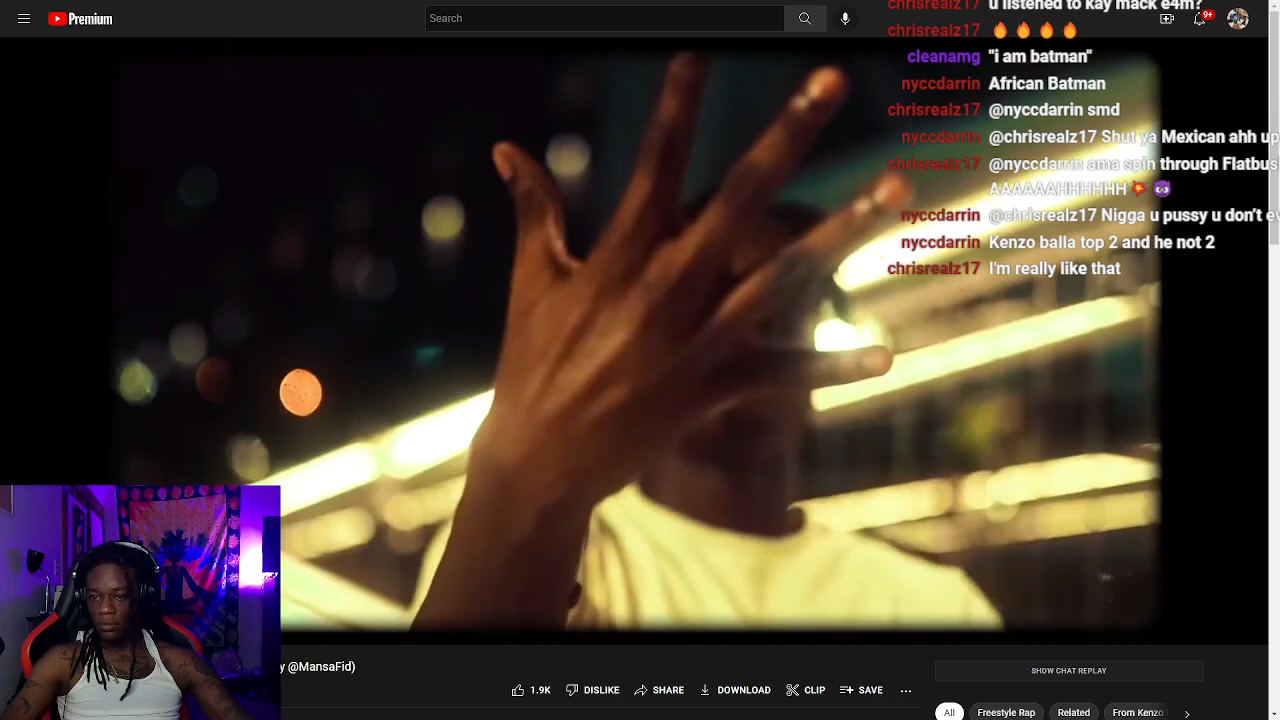 Premium
Search
9+
chrisrealz17 u listened to kay mack e4m?
chrisrealz17
cleanamg "i am batman"
nyccdarrin African Batman
chrisrealz17 @nyccdarrin smd
nyccdarrin @chrisrealz17 Shut ya Mexican ahh up
chrisrealz17 @nyccdarrin ama spin through Flatbus
AAAAAAHHHHHH
nyccdarrin @chrisrealz17 Nigga u pussy u don't ev
nyccdarrin Kenzo balla top 2 and he not 2
chrisrealz17 I'm really like that
y @MansaFid)
1.9K DISLIKE SHARE DOWNLOAD CLIP SAVE
SHOW CHAT REPLAY
All Freestyle Rap Related From Kenzo